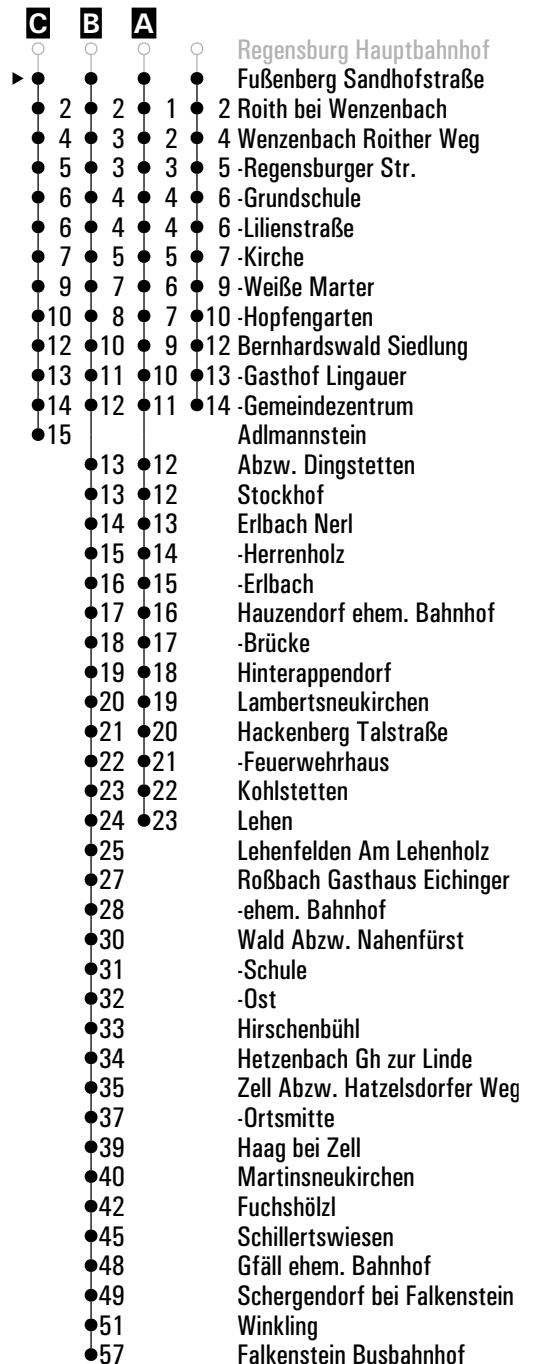 C B A
Regensburg Hauptbahnhof
Fußenberg Sandhofstraße
2 2 1 2 Roith bei Wenzenbach
4 3 2 4 Wenzenbach Roither Weg
5 3 3 5 -Regensburger Str.
6 4 4 6 -Grundschule
6 4 4 6 -Lilienstraße
7 5 5 7 -Kirche
9 7 6 9 -Weiße Marter
10 8 7 10 -Hopfengarten
12 10 9 12 Bernhardswald Siedlung
13 11 10 13 -Gasthof Lingauer
14 12 11 14 -Gemeindezentrum
15 Adlmannstein
13 12 Abzw. Dingstetten
13 12 Stockhof
14 13 Erlbach Nerl
15 14 -Herrenholz
16 15 -Erlbach
17 16 Hauzendorf ehem. Bahnhof
18 17 -Brücke
19 18 Hinterappendorf
20 19 Lambertsneukirchen
21 20 Hackenberg Talstraße
22 21 -Feuerwehrhaus
23 22 Kohlstetten
24 23 Lehen
25 Lehenfelden Am Lehenholz
27 Roßbach Gasthaus Eichinger
28 -ehem. Bahnhof
30 Wald Abzw. Nahenfürst
31 -Schule
32 -Ost
33 Hirschenbühl
34 Hetzenbach Gh zur Linde
35 Zell Abzw. Hatzelsdorfer Weg
37 -Ortsmitte
39 Haag bei Zell
40 Martinsneukirchen
42 Fuchshölzl
45 Schillertswiesen
48 Gfäll ehem. Bahnhof
49 Schergendorf bei Falkenstein
51 Winkling
57 Falkenstein Busbahnhof